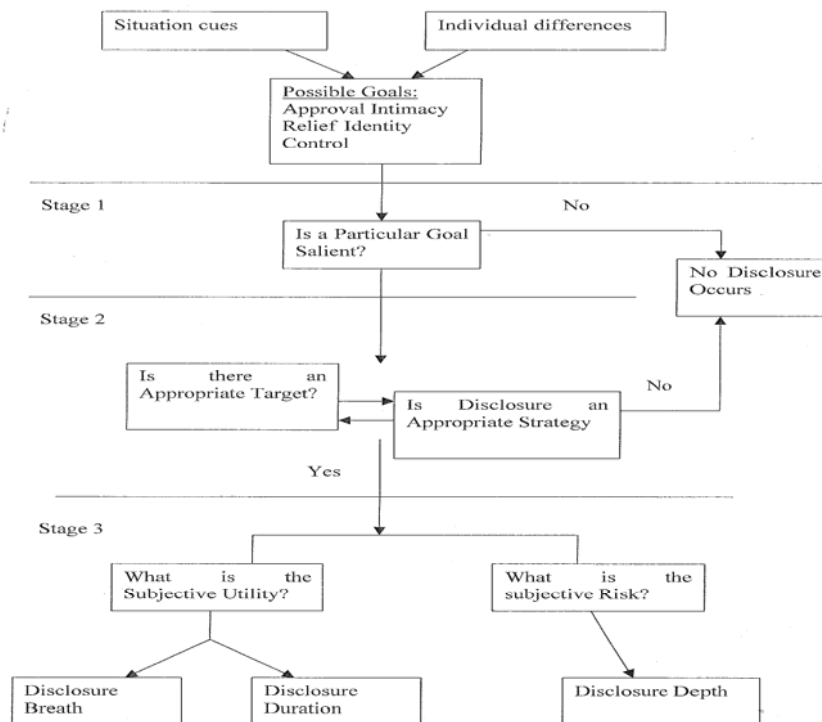 Situation cues
Individual differences
Possible Goals:
Approval Intimacy
Relief Identity
Control
Stage 1
No
Is a Particular Goal
Salient?
No Disclosure
Occurs
Stage 2
Is there an
Appropriate Target?
No
Is Disclosure an
Appropriate Strategy
Yes
Stage 3
What is the
Subjective Utility?
What is the
subjective Risk?
Disclosure
Breath
Disclosure
Duration
Disclosure Depth